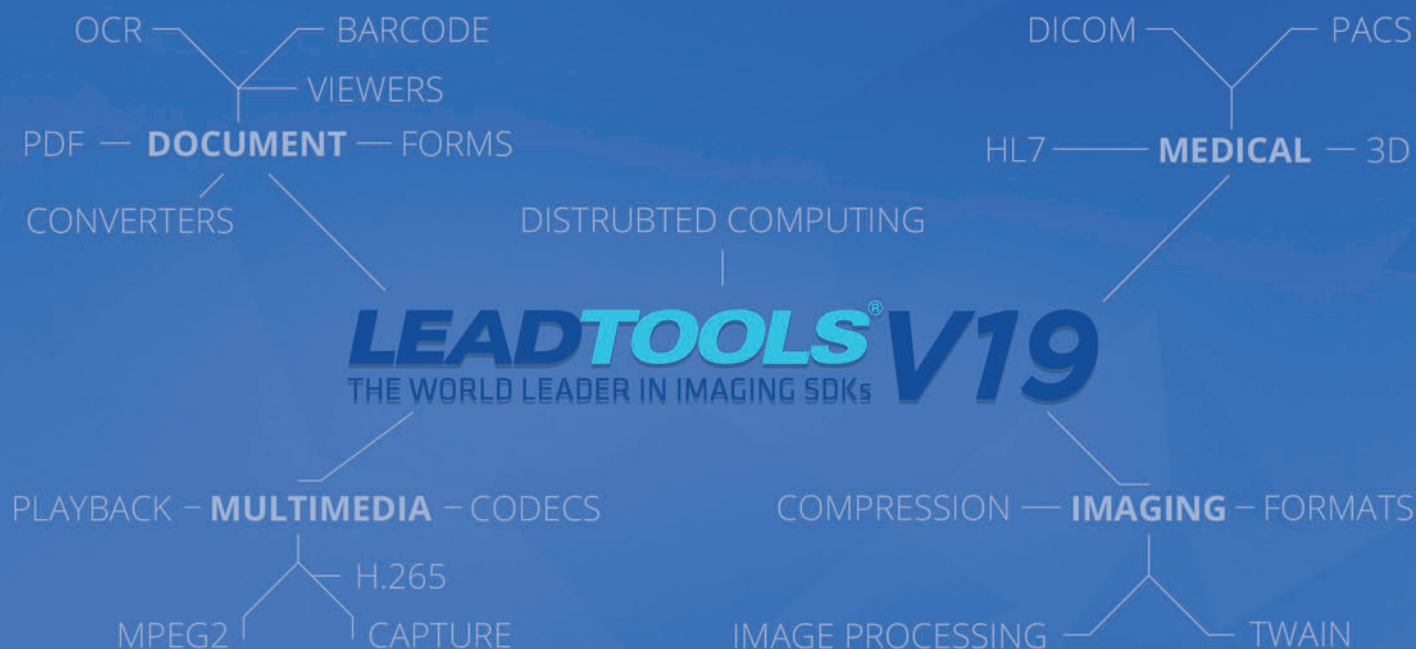 OCR
BARCODE
VIEWERS
PDF
DOCUMENT
FORMS
CONVERTERS
DICOM
PACS
HL7
MEDICAL
3D
DISTRUBTED COMPUTING
LEADTOOLS® V19
THE WORLD LEADER IN IMAGING SDKs
PLAYBACK
MULTIMEDIA
CODECS
H.265
MPEG2
CAPTURE
COMPRESSION
IMAGING
FORMATS
IMAGE PROCESSING
TWAIN